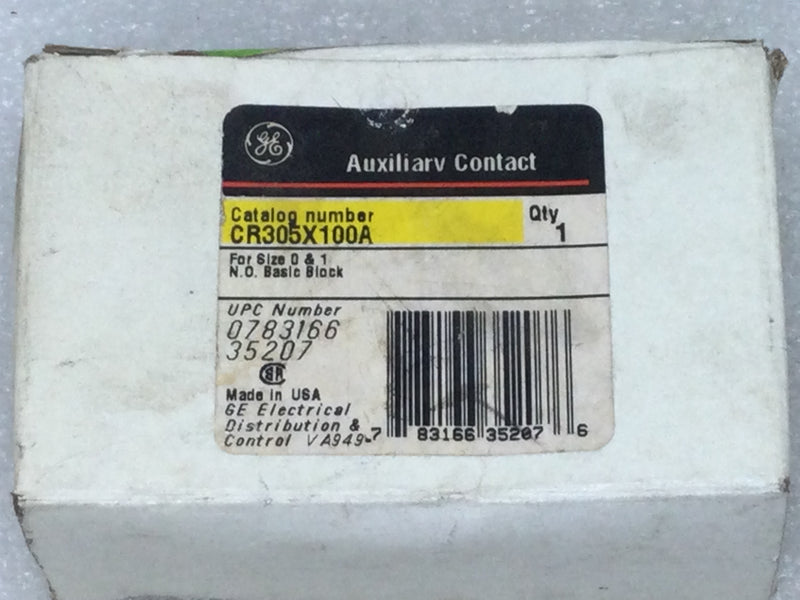 GE
Auxiliary Contact
Catalog number
CR305X100A
Qty
1
For Size 0 & 1
N.O. Basic Block
UPC Number
0783166
35207
Made in USA
GE Electrical
Distribution &
Control VA949
7 83166 35207 6